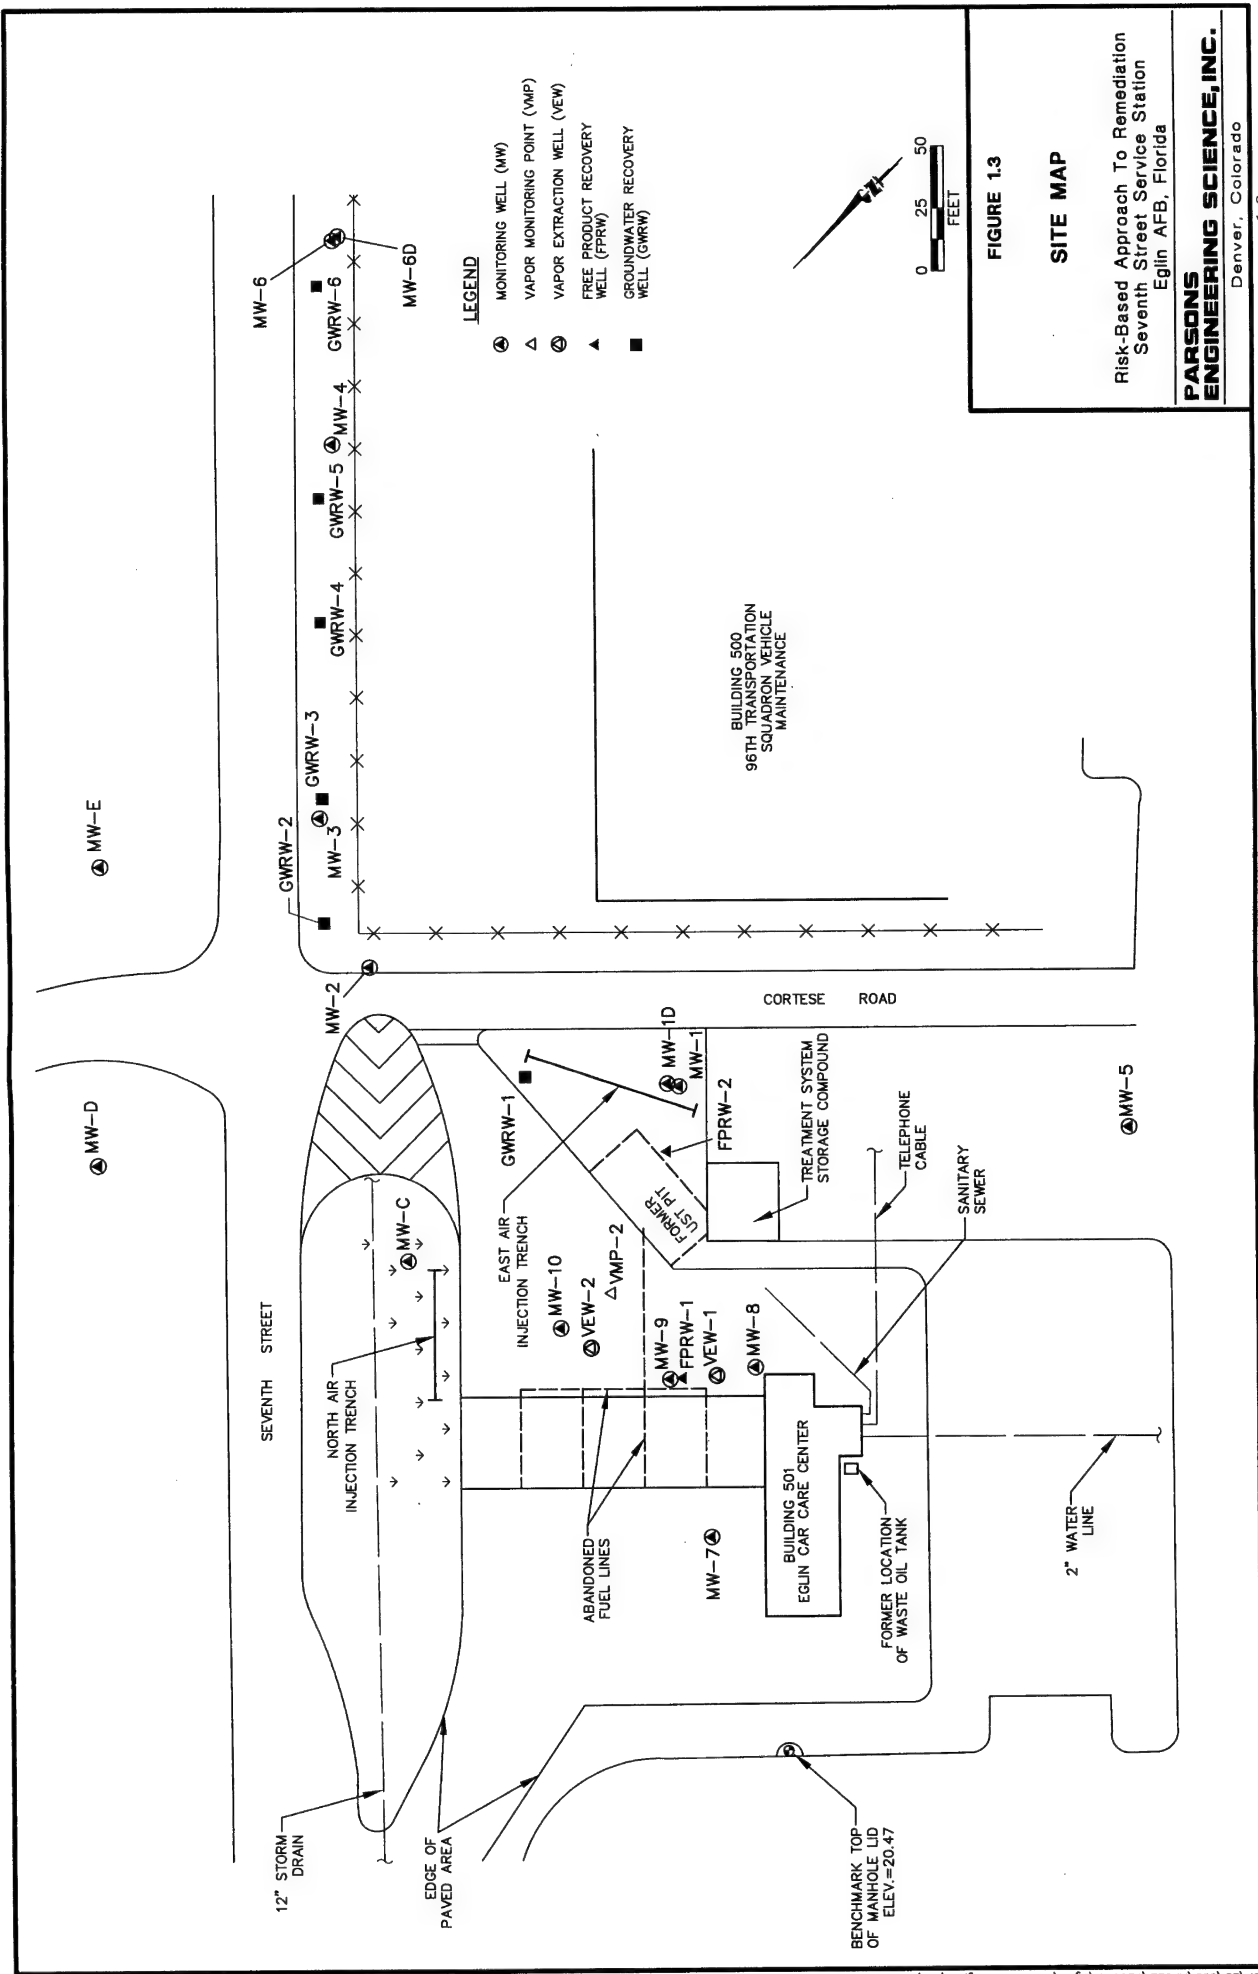 12" STORM
DRAIN
EDGE OF
PAVED AREA
BENCHMARK TOP
OF MANHOLE LID
ELEV.=20.47
SEVENTH STREET
NORTH AIR
INJECTION TRENCH
ABANDONED
FUEL LINES
MW-7
BUILDING 501
EGLIN CAR CARE CENTER
FORMER LOCATION
OF WASTE OIL TANK
2" WATER
LINE
MW-D
MW-C
EAST AIR
INJECTION TRENCH
MW-10
VEW-2
VMP-2
MW-9
FPRW-1
VEW-1
MW-8
SANITARY
SEWER
TELEPHONE
CABLE
TREATMENT SYSTEM
STORAGE COMPOUND
FORMER
UST PIT
FPRW-2
GWRW-1
MW-1D
MW-1
MW-5
MW-2
CORTESE ROAD
MW-E
GWRW-2
MW-3
GWRW-3
GWRW-4
GWRW-5
MW-4
GWRW-6
MW-6
MW-6D
BUILDING 500
96TH TRANSPORTATION
SQUADRON VEHICLE
MAINTENANCE
LEGEND
MONITORING WELL (MW)
VAPOR MONITORING POINT (VMP)
VAPOR EXTRACTION WELL (VEW)
FREE PRODUCT RECOVERY
WELL (FPRW)
GROUNDWATER RECOVERY
WELL (GWRW)
N
0 25 50
FEET
FIGURE 1.3
SITE MAP
Risk-Based Approach To Remediation
Seventh Street Service Station
Eglin AFB, Florida
PARSONS
ENGINEERING SCIENCE, INC.
Denver, Colorado